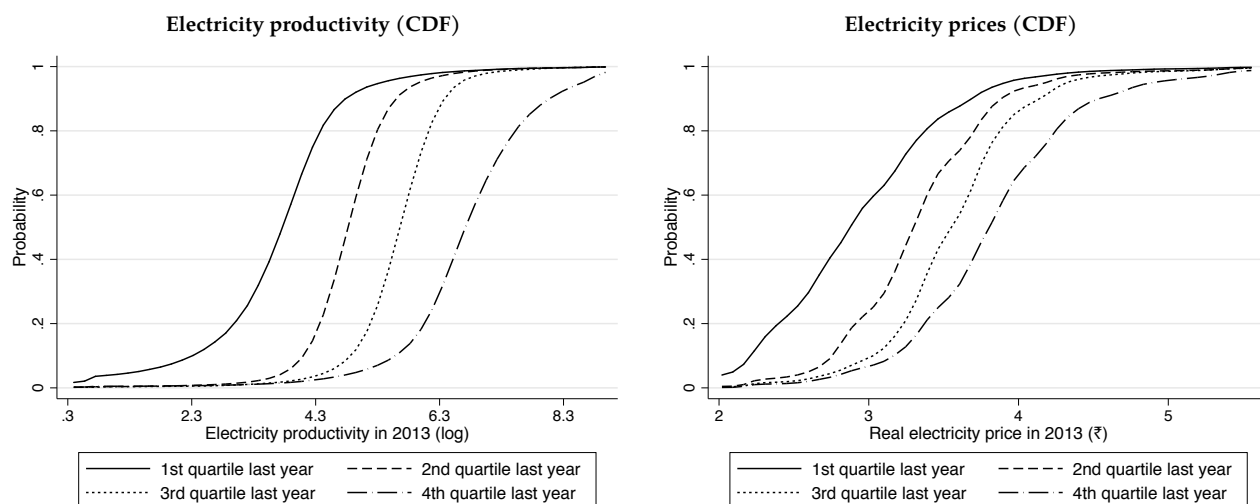 Electricity productivity (CDF)
Probability
1
.8
.6
.4
.2
0
.3
2.3
4.3
6.3
8.3
Electricity productivity in 2013 (log)
1st quartile last year
2nd quartile last year
3rd quartile last year
4th quartile last year
Electricity prices (CDF)
Probability
1
.8
.6
.4
.2
0
2
3
4
5
Real electricity price in 2013 (₹)
1st quartile last year
2nd quartile last year
3rd quartile last year
4th quartile last year